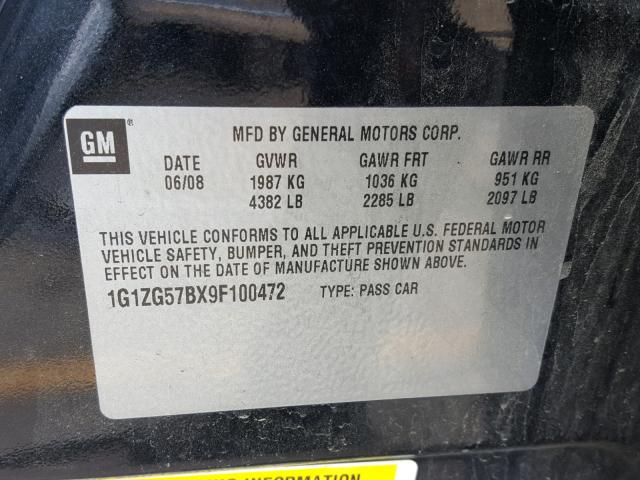 GM®
MFD BY GENERAL MOTORS CORP.
DATE GVWR GAWR FRT GAWR RR
06/08 1987 KG 1036 KG 951 KG
4382 LB 2285 LB 2097 LB
THIS VEHICLE CONFORMS TO ALL APPLICABLE U.S. FEDERAL MOTOR
VEHICLE SAFETY, BUMPER, AND THEFT PREVENTION STANDARDS IN
EFFECT ON THE DATE OF MANUFACTURE SHOWN ABOVE.
1G1ZG57BX9F100472 TYPE: PASS CAR
INFORMATION